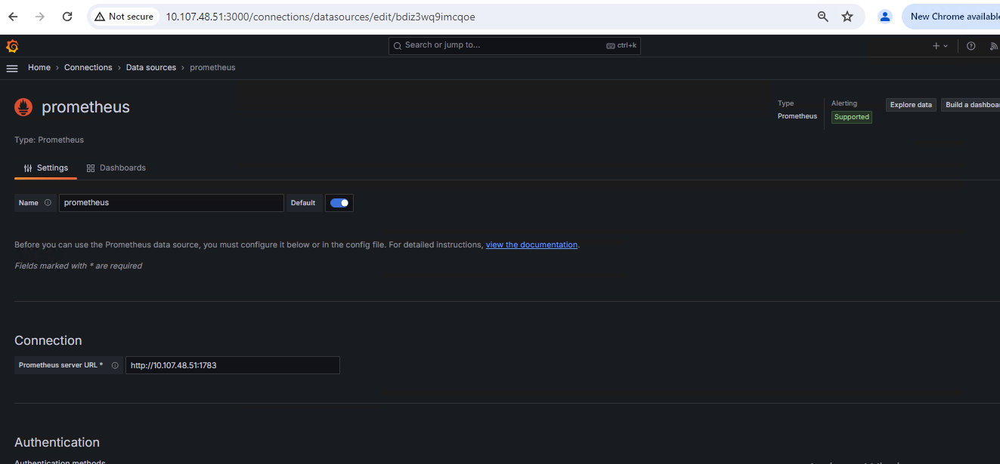 Not secure 10.107.48.51:3000/connections/datasources/edit/bdiz3wq9imcqoe New Chrome available
Search or jump to... ctrl+k
Home › Connections › Data sources › prometheus
prometheus
Type Alerting
Prometheus Supported Explore data Build a dashboar
Type: Prometheus
Settings Dashboards
Name prometheus Default
Before you can use the Prometheus data source, you must configure it below or in the config file. For detailed instructions, view the documentation.
Fields marked with * are required
Connection
Prometheus server URL * http://10.107.48.51:1783
Authentication
Authentication methods